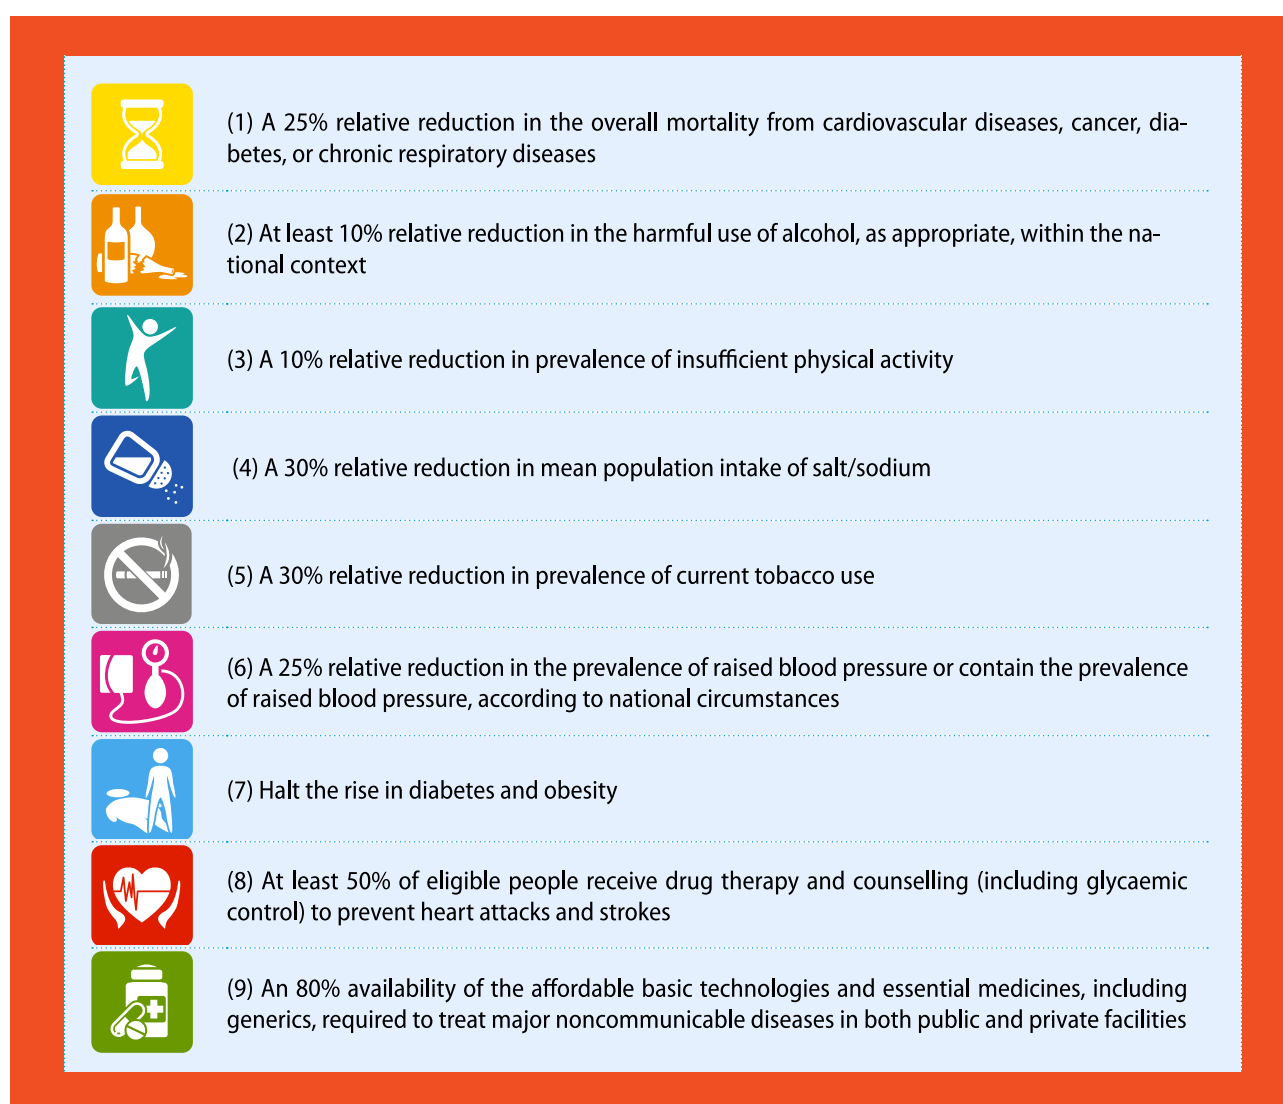 (1) A 25% relative reduction in the overall mortality from cardiovascular diseases, cancer, dia-
betes, or chronic respiratory diseases
(2) At least 10% relative reduction in the harmful use of alcohol, as appropriate, within the na-
tional context
(3) A 10% relative reduction in prevalence of insufficient physical activity
(4) A 30% relative reduction in mean population intake of salt/sodium
(5) A 30% relative reduction in prevalence of current tobacco use
(6) A 25% relative reduction in the prevalence of raised blood pressure or contain the prevalence
of raised blood pressure, according to national circumstances
(7) Halt the rise in diabetes and obesity
(8) At least 50% of eligible people receive drug therapy and counselling (including glycaemic
control) to prevent heart attacks and strokes
(9) An 80% availability of the affordable basic technologies and essential medicines, including
generics, required to treat major noncommunicable diseases in both public and private facilities